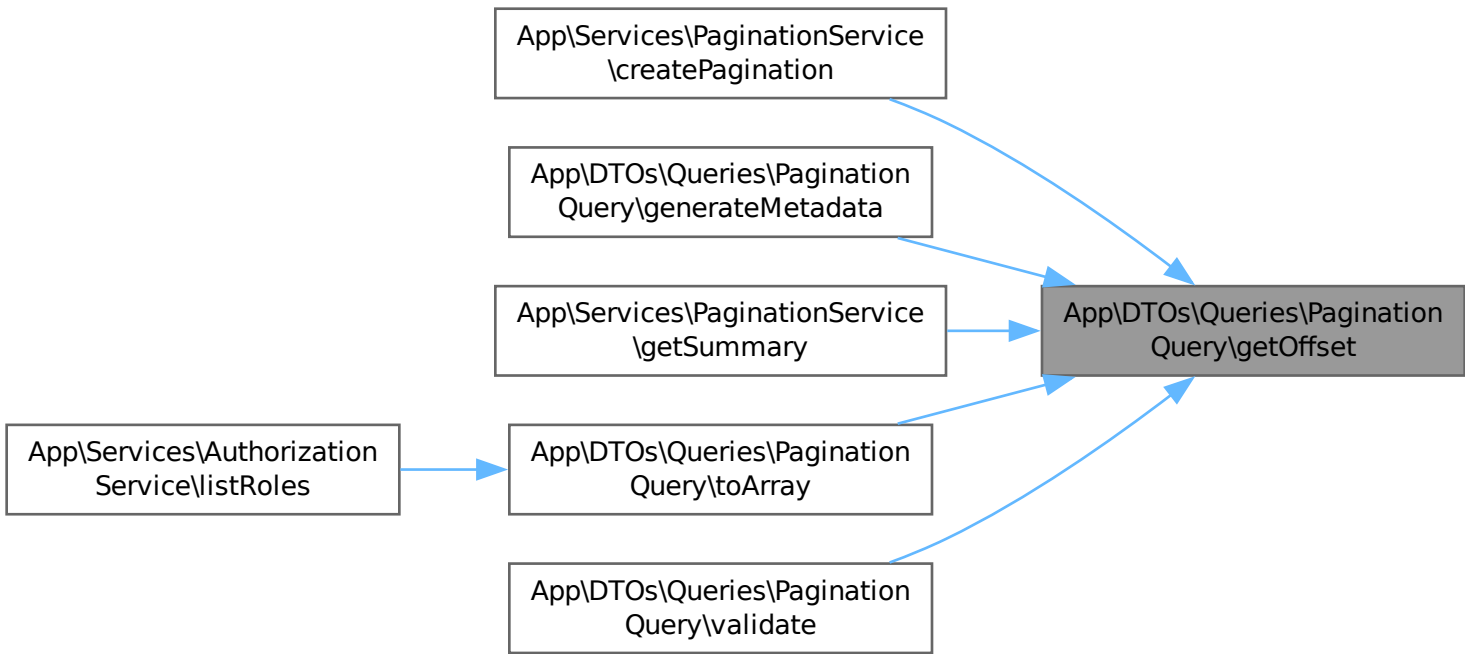 App\Services\PaginationService
\createPagination
App\DTOs\Queries\Pagination
Query\generateMetadata
App\Services\PaginationService
\getSummary
App\DTOs\Queries\Pagination
Query\getOffset
App\Services\Authorization
Service\listRoles
App\DTOs\Queries\Pagination
Query\toArray
App\DTOs\Queries\Pagination
Query\validate